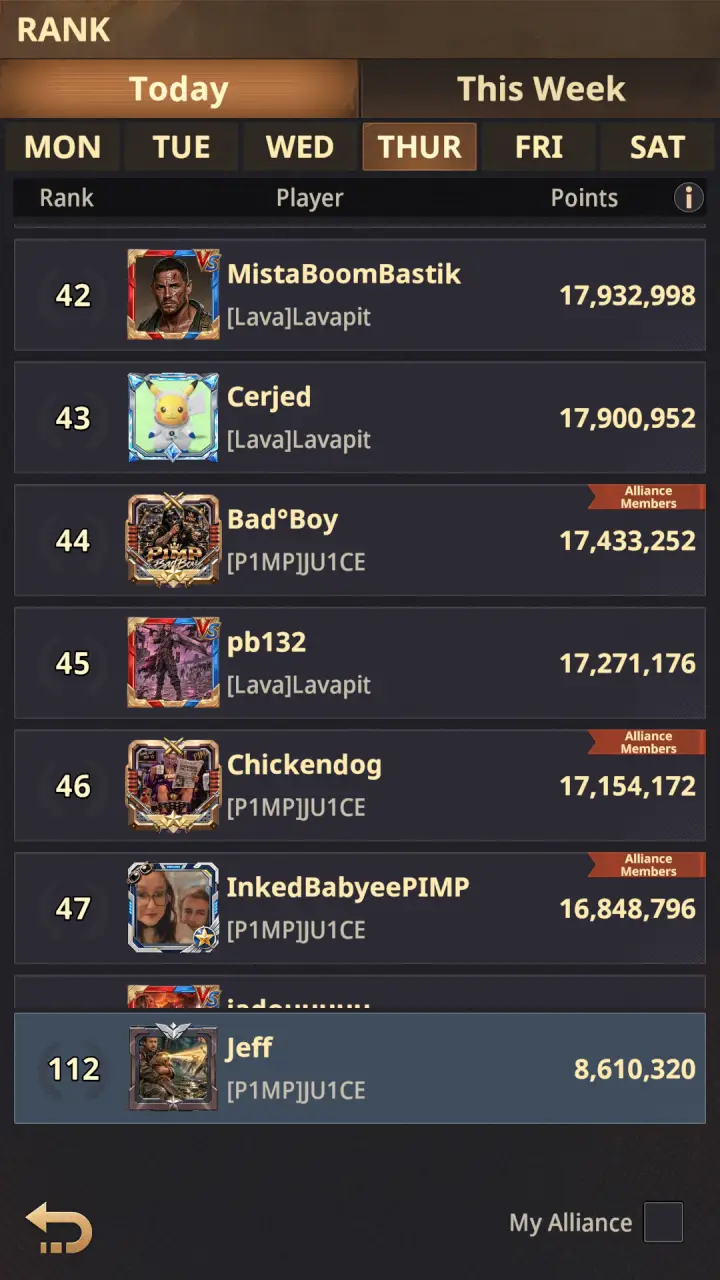 RANK
Today
This Week
MON
TUE
WED
THUR
FRI
SAT
Rank
Player
Points
42
MistaBoomBastik
[Lava]Lavapit
17,932,998
43
Cerjed
[Lava]Lavapit
17,900,952
Alliance
Members
44
Bad°Boy
[P1MP]JU1CE
17,433,252
45
pb132
[Lava]Lavapit
17,271,176
Alliance
Members
46
Chickendog
[P1MP]JU1CE
17,154,172
Alliance
Members
47
InkedBabyeePIMP
[P1MP]JU1CE
16,848,796
112
Jeff
[P1MP]JU1CE
8,610,320
My Alliance